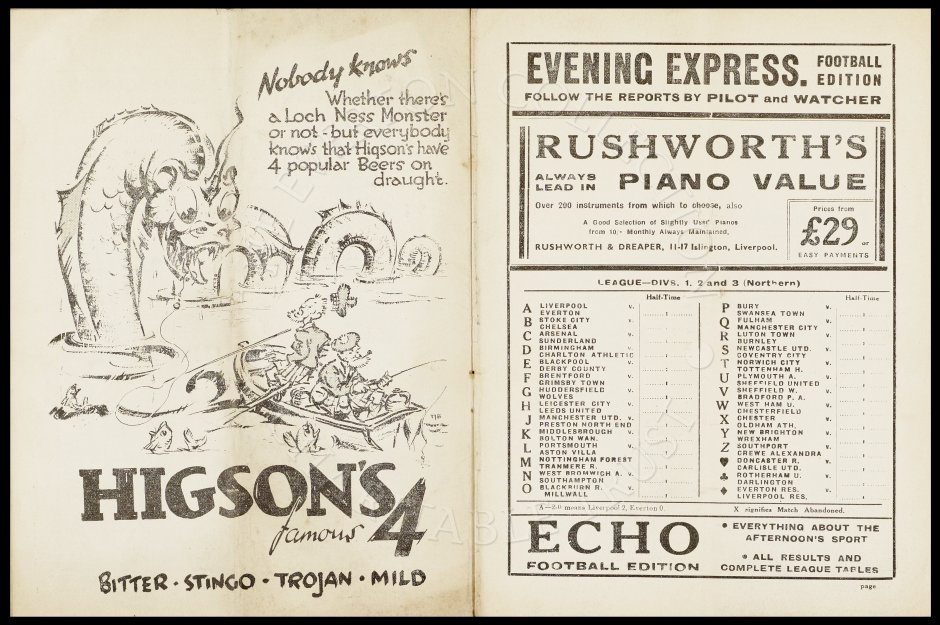 Nobody knows
Whether there's
a Loch Ness Monster
or not - but everybody
knows that Higson's have
4 popular Beers on
draught.
HIGSON'S
famous 4
BITTER · STINGO · TROJAN · MILD
EVENING EXPRESS. FOOTBALL EDITION
FOLLOW THE REPORTS BY PILOT and WATCHER
RUSHWORTH'S
ALWAYS LEAD IN PIANO VALUE
Over 200 instruments from which to choose, also
A Good Selection of Slightly Used Pianos
from 10/- Monthly Always Maintained.
RUSHWORTH & DREAPER, 11-17 Islington, Liverpool.
Prices from
£29 or
EASY PAYMENTS
LEAGUE—DIVS. 1, 2 and 3 (Northern)
Half-Time
A LIVERPOOL v.
EVERTON
B STOKE CITY v.
CHELSEA
C ARSENAL v.
SUNDERLAND
D BIRMINGHAM v.
CHARLTON ATHLETIC
E BLACKPOOL v.
DERBY COUNTY
F BRENTFORD v.
GRIMSBY TOWN
G HUDDERSFIELD v.
WOLVES
H LEICESTER CITY v.
LEEDS UNITED
J MANCHESTER UTD. v.
PRESTON NORTH END
K MIDDLESBROUGH v.
BOLTON WAN.
L PORTSMOUTH v.
ASTON VILLA
M NOTTINGHAM FOREST v.
TRANMERE R.
N WEST BROMWICH A. v.
SOUTHAMPTON
O BLACKBURN R. v.
MILLWALL
Half-Time
P BURY v.
SWANSEA TOWN
Q FULHAM v.
MANCHESTER CITY
R LUTON TOWN v.
BURNLEY
S NEWCASTLE UTD. v.
COVENTRY CITY
T NORWICH CITY v.
TOTTENHAM H.
U PLYMOUTH A. v.
SHEFFIELD UNITED
V SHEFFIELD W. v.
BRADFORD P. A.
W WEST HAM U. v.
CHESTERFIELD
X CHESTER v.
OLDHAM ATH.
Y NEW BRIGHTON v.
WREXHAM
Z SOUTHPORT v.
CREWE ALEXANDRA
♥ DONCASTER R. v.
CARLISLE UTD.
♣ ROTHERHAM U. v.
DARLINGTON
♦ EVERTON RES. v.
LIVERPOOL RES.
A—2-0 means Liverpool 2, Everton 0.
X signifies Match Abandoned.
ECHO
FOOTBALL EDITION
• EVERYTHING ABOUT THE
AFTERNOON'S SPORT
• ALL RESULTS AND
COMPLETE LEAGUE TABLES
page